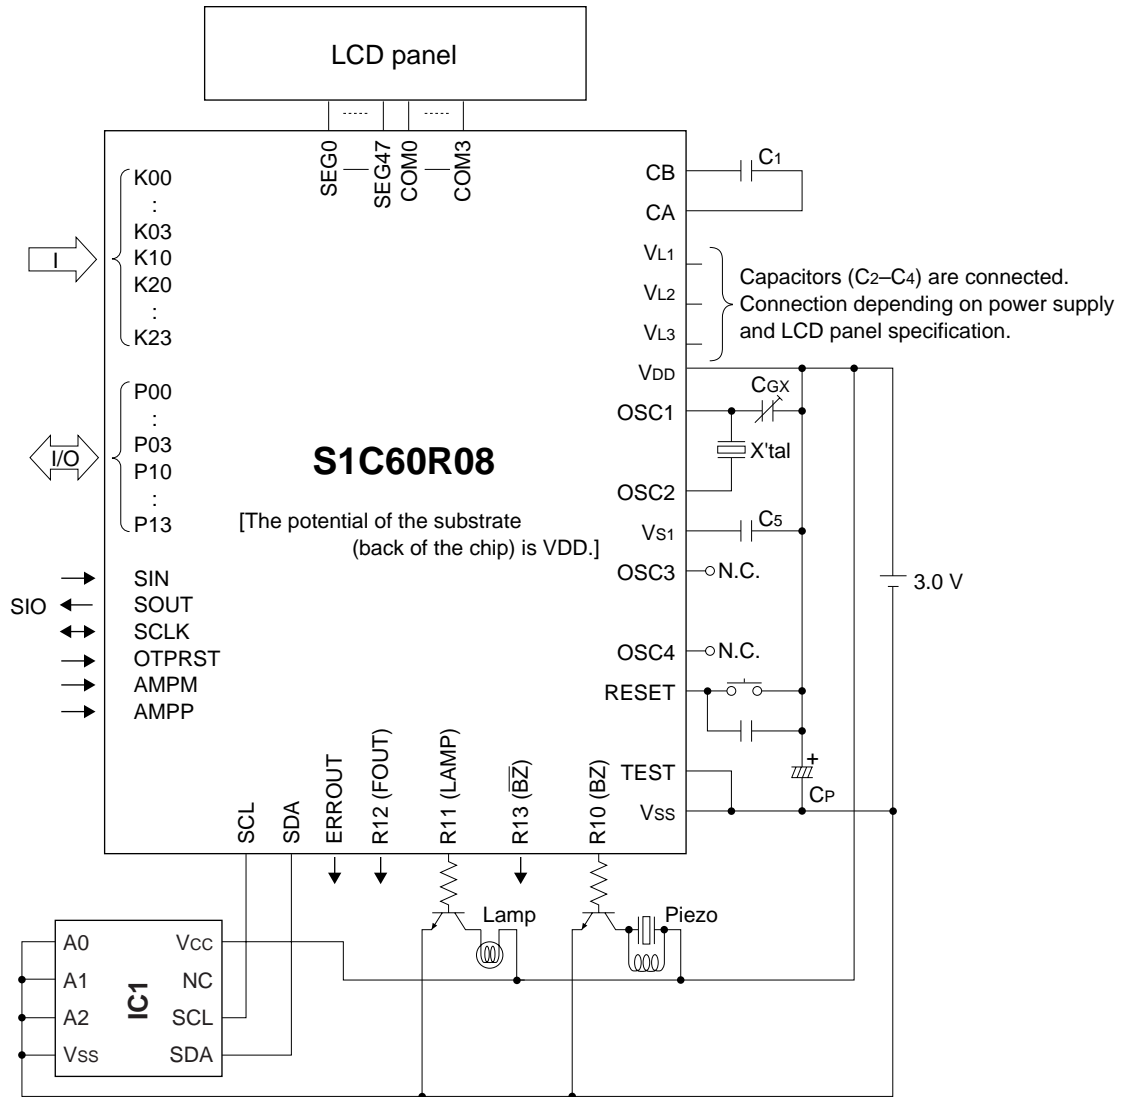 LCD panel
SEG0
SEG47
COM0
COM3
K00
:
K03
K10
K20
:
K23
I
P00
:
P03
P10
:
P13
I/O
SIN
SIO
SOUT
SCLK
OTPRST
AMPM
AMPP
S1C60R08
[The potential of the substrate
(back of the chip) is VDD.]
CB
C1
CA
VL1
VL2
VL3
Capacitors (C2–C4) are connected.
Connection depending on power supply
and LCD panel specification.
VDD
CGX
OSC1
X'tal
OSC2
VS1
C5
OSC3
N.C.
3.0 V
OSC4
N.C.
RESET
TEST
+
CP
VSS
SCL
SDA
ERROUT
R12 (FOUT)
R11 (LAMP)
R13 (B̅Z̅)
R10 (BZ)
Lamp
Piezo
A0
VCC
A1
NC
IC1
A2
SCL
VSS
SDA